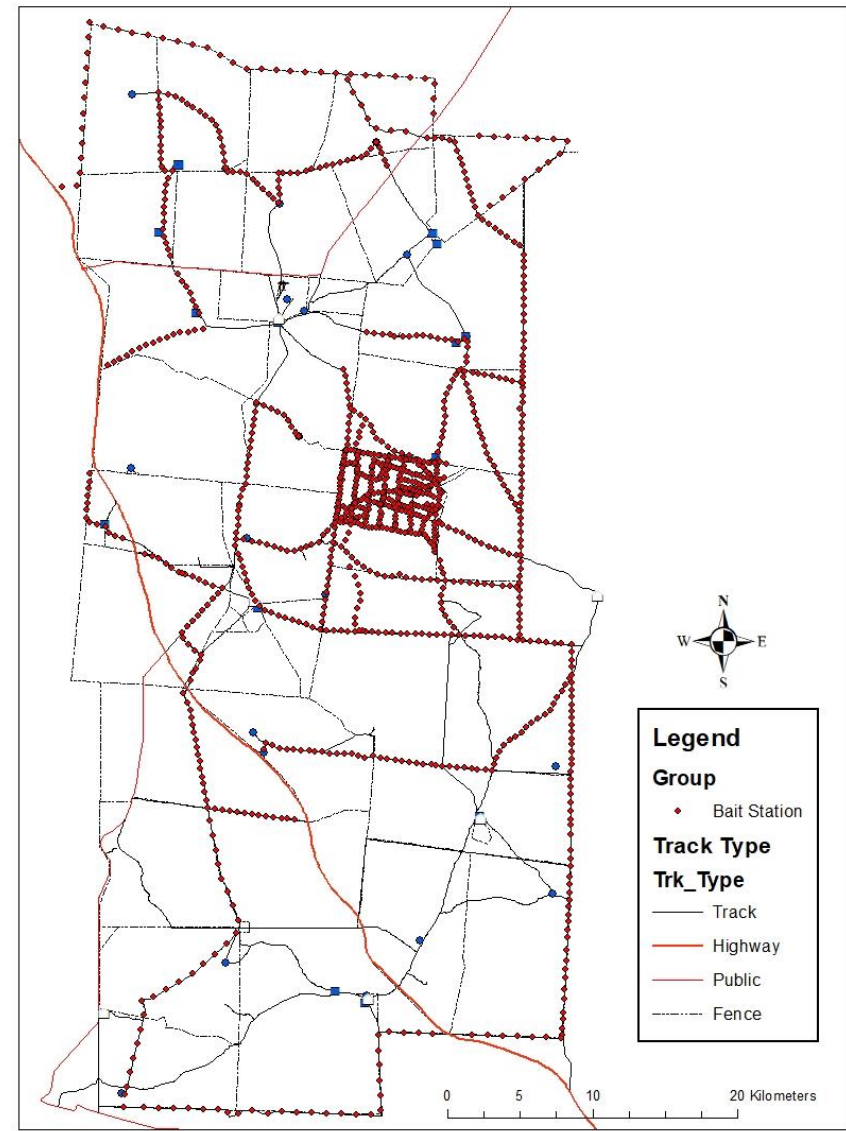 N
W E
S
Legend
Group
Bait Station
Track Type
Trk_Type
Track
Highway
Public
Fence
0 5 10 20 Kilometers